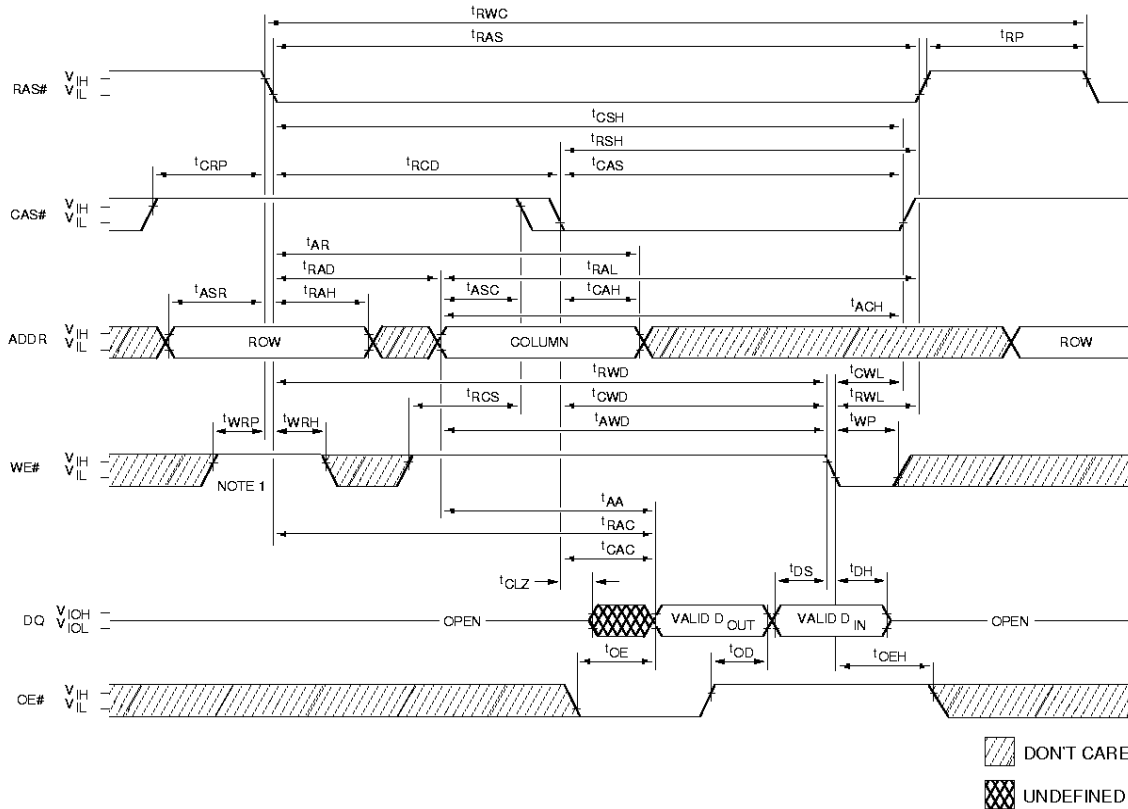 tRWC
tRAS
tRP
RAS# VIH
VIL
tCSH
tRSH
tCRP tRCD tCAS
CAS# VIH
VIL
tAR
tRAD tRAL
tASR tRAH tASC tCAH
tACH
ADDR VIH
VIL
ROW COLUMN ROW
tRWD tCWL
tRCS tCWD tRWL
tWRP tWRH tAWD tWP
WE# VIH
VIL
NOTE 1
tAA
tRAC
tCAC
tCLZ tDS tDH
DQ VIOH
VIOL
OPEN VALID DOUT VALID DIN OPEN
tOE tOD tOEH
OE# VIH
VIL
DON'T CARE
UNDEFINED